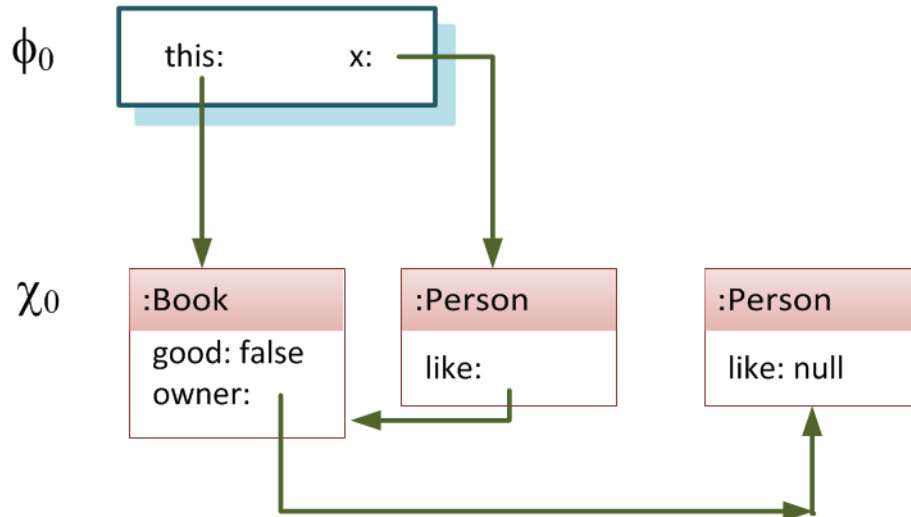 ϕ₀
this: x:
χ₀
:Book
good: false
owner:
:Person
like:
:Person
like: null